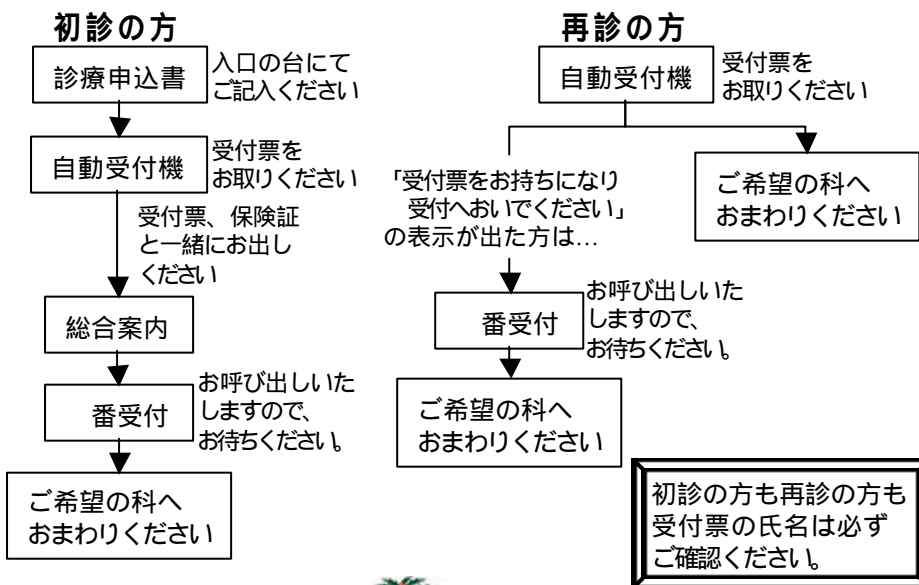 初診の方
診療申込書
入口の台にて
ご記入ください
自動受付機
受付票を
お取りください
受付票、保険証
と一緒にお出し
ください
総合案内
番受付
お呼び出しいた
しますので、
お待ちください。
ご希望の科へ
おまわりください
再診の方
自動受付機
受付票を
お取りください
「受付票をお持ちになり
受付へおいでください」
の表示が出た方は…
番受付
お呼び出しいた
しますので、
お待ちください。
ご希望の科へ
おまわりください
ご希望の科へ
おまわりください
初診の方も再診の方も
受付票の氏名は必ず
ご確認ください。